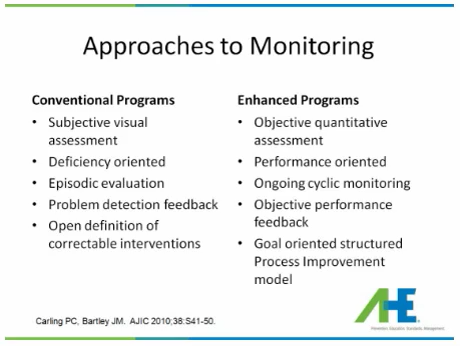 Approaches to Monitoring
Conventional Programs
• Subjective visual
assessment
• Deficiency oriented
• Episodic evaluation
• Problem detection feedback
• Open definition of
correctable interventions
Enhanced Programs
• Objective quantitative
assessment
• Performance oriented
• Ongoing cyclic monitoring
• Objective performance
feedback
• Goal oriented structured
Process Improvement
model
Carling PC, Bartley JM. AJIC 2010;38:S41-50.
AHE